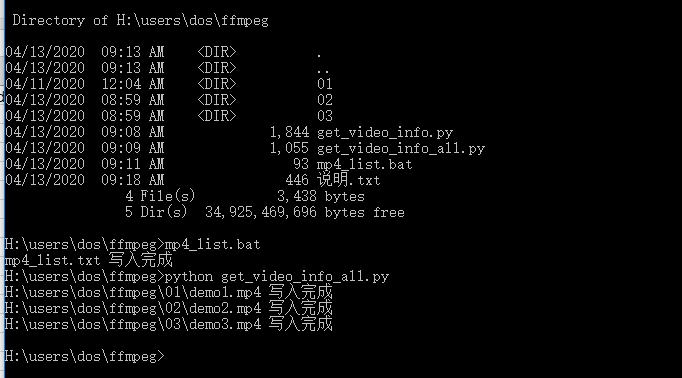 Directory of H:\users\dos\ffmpeg
04/13/2020  09:13 AM    <DIR>          .
04/13/2020  09:13 AM    <DIR>          ..
04/11/2020  12:04 AM    <DIR>          01
04/13/2020  08:59 AM    <DIR>          02
04/13/2020  08:59 AM    <DIR>          03
04/13/2020  09:08 AM             1,844 get_video_info.py
04/13/2020  09:09 AM             1,055 get_video_info_all.py
04/13/2020  09:11 AM                93 mp4_list.bat
04/13/2020  09:18 AM               446 说明.txt
               4 File(s)          3,438 bytes
               5 Dir(s)  34,925,469,696 bytes free
H:\users\dos\ffmpeg>mp4_list.bat
mp4_list.txt 写入完成
H:\users\dos\ffmpeg>python get_video_info_all.py
H:\users\dos\ffmpeg\01\demo1.mp4 写入完成
H:\users\dos\ffmpeg\02\demo2.mp4 写入完成
H:\users\dos\ffmpeg\03\demo3.mp4 写入完成
H:\users\dos\ffmpeg>